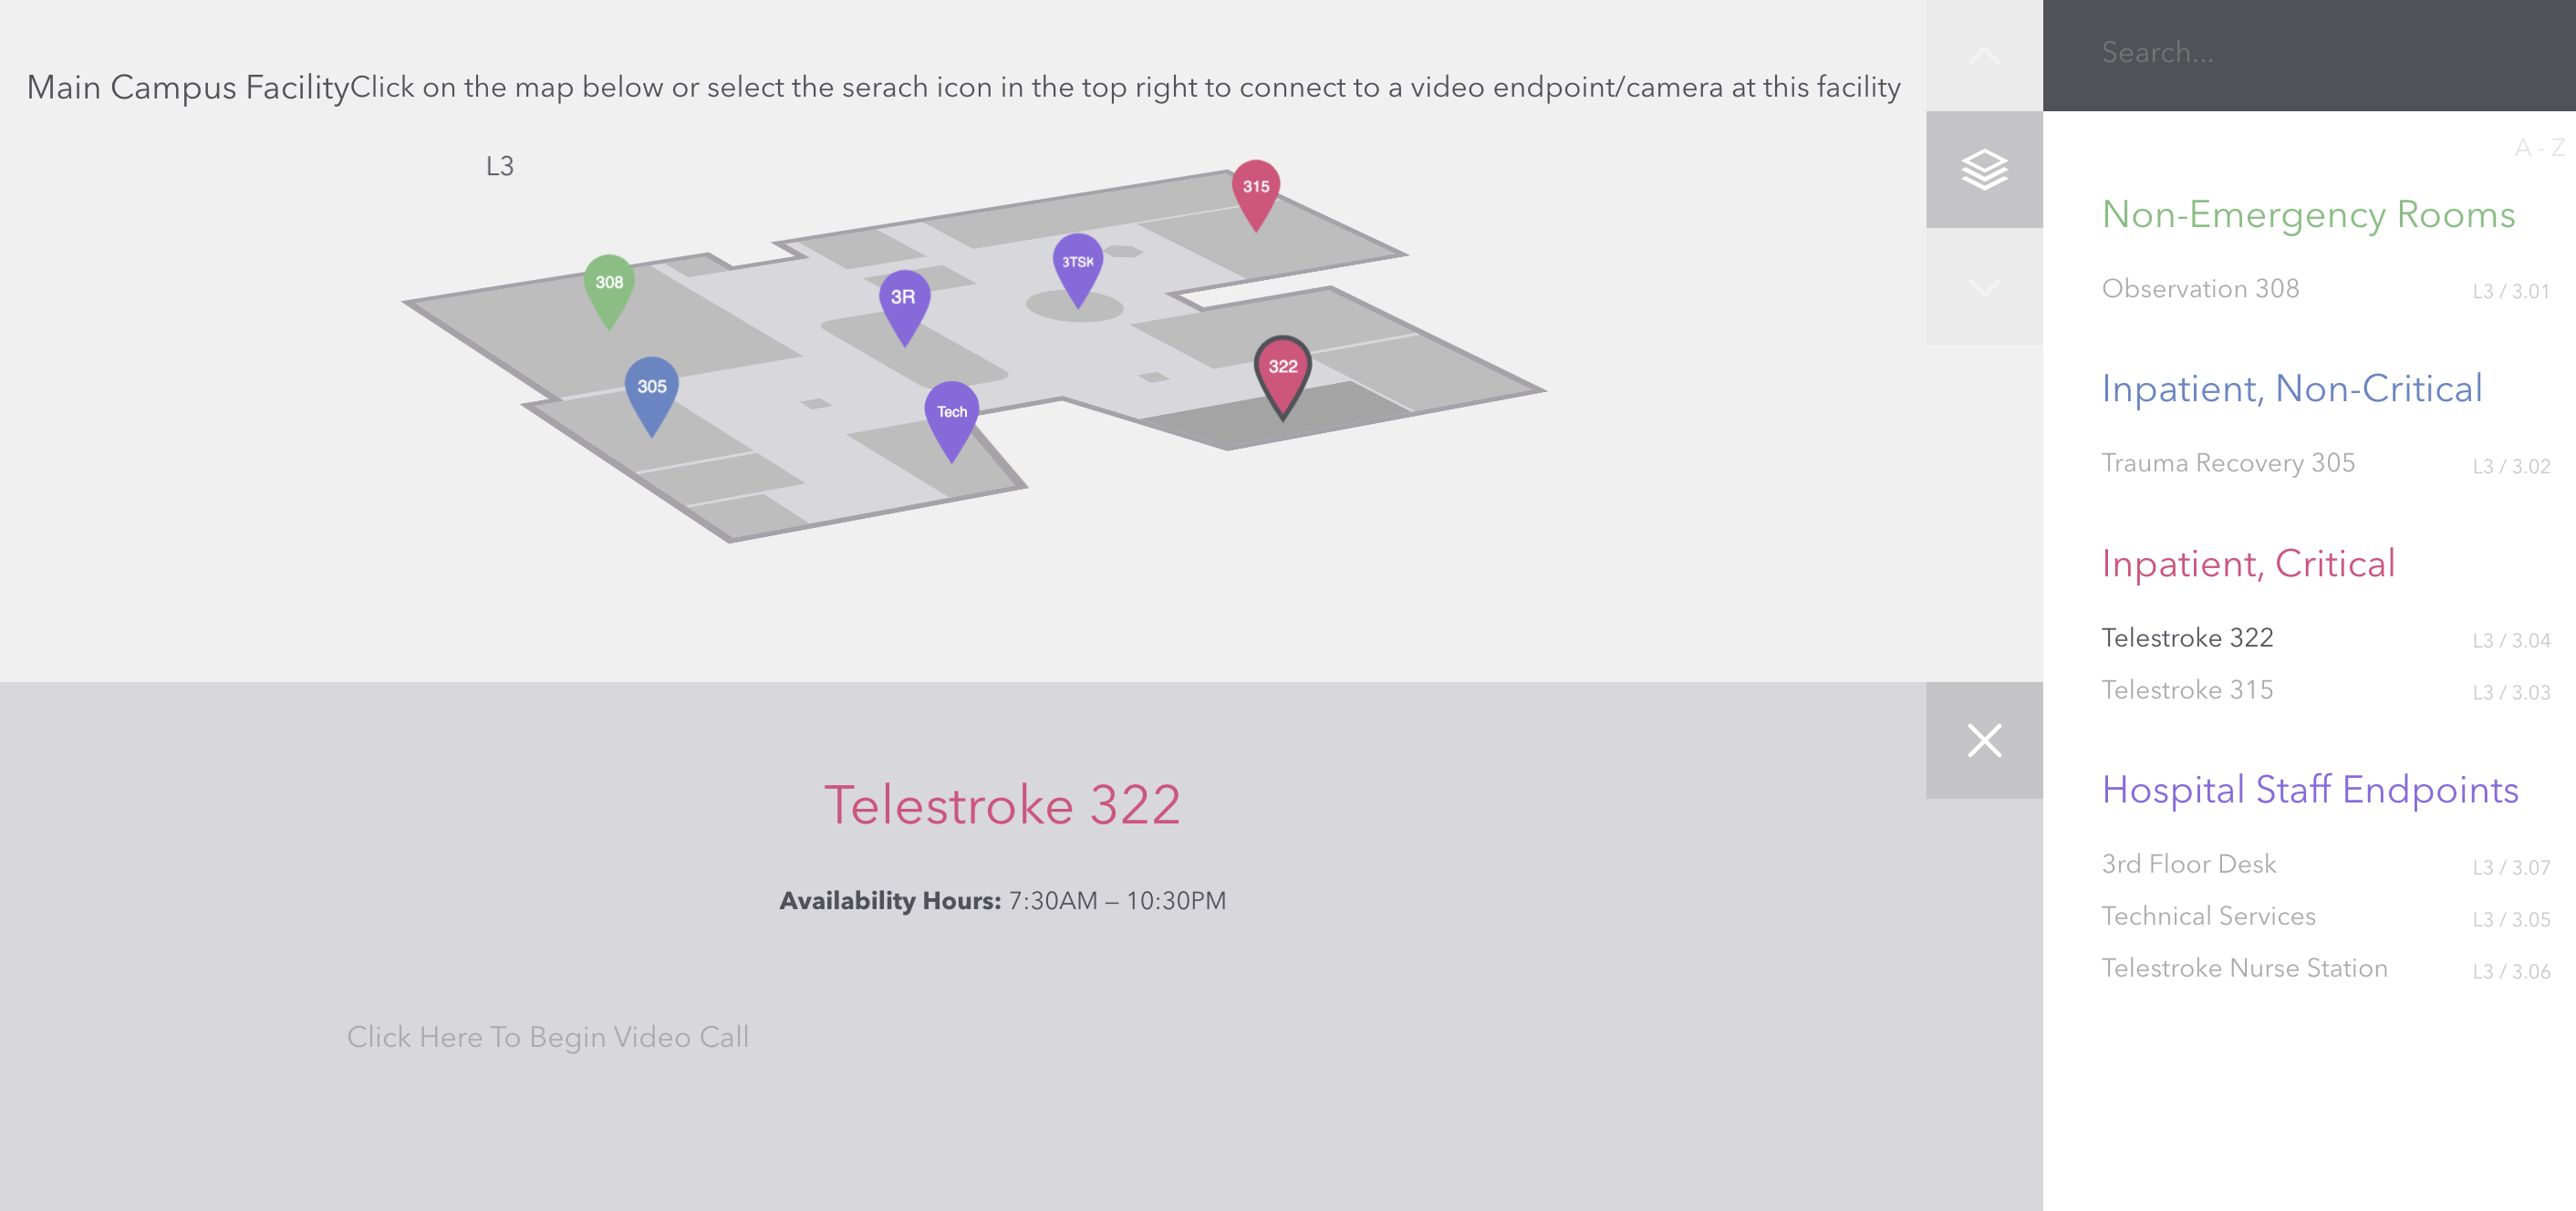 Main Campus FacilityClick on the map below or select the serach icon in the top right to connect to a video endpoint/camera at this facility
L3
315
3TSK
308
3R
322
305
Tech
Telestroke 322
Availability Hours: 7:30AM – 10:30PM
Click Here To Begin Video Call
Search...
A - Z
Non-Emergency Rooms
Observation 308 L3 / 3.01
Inpatient, Non-Critical
Trauma Recovery 305 L3 / 3.02
Inpatient, Critical
Telestroke 322 L3 / 3.04
Telestroke 315 L3 / 3.03
Hospital Staff Endpoints
3rd Floor Desk L3 / 3.07
Technical Services L3 / 3.05
Telestroke Nurse Station L3 / 3.06